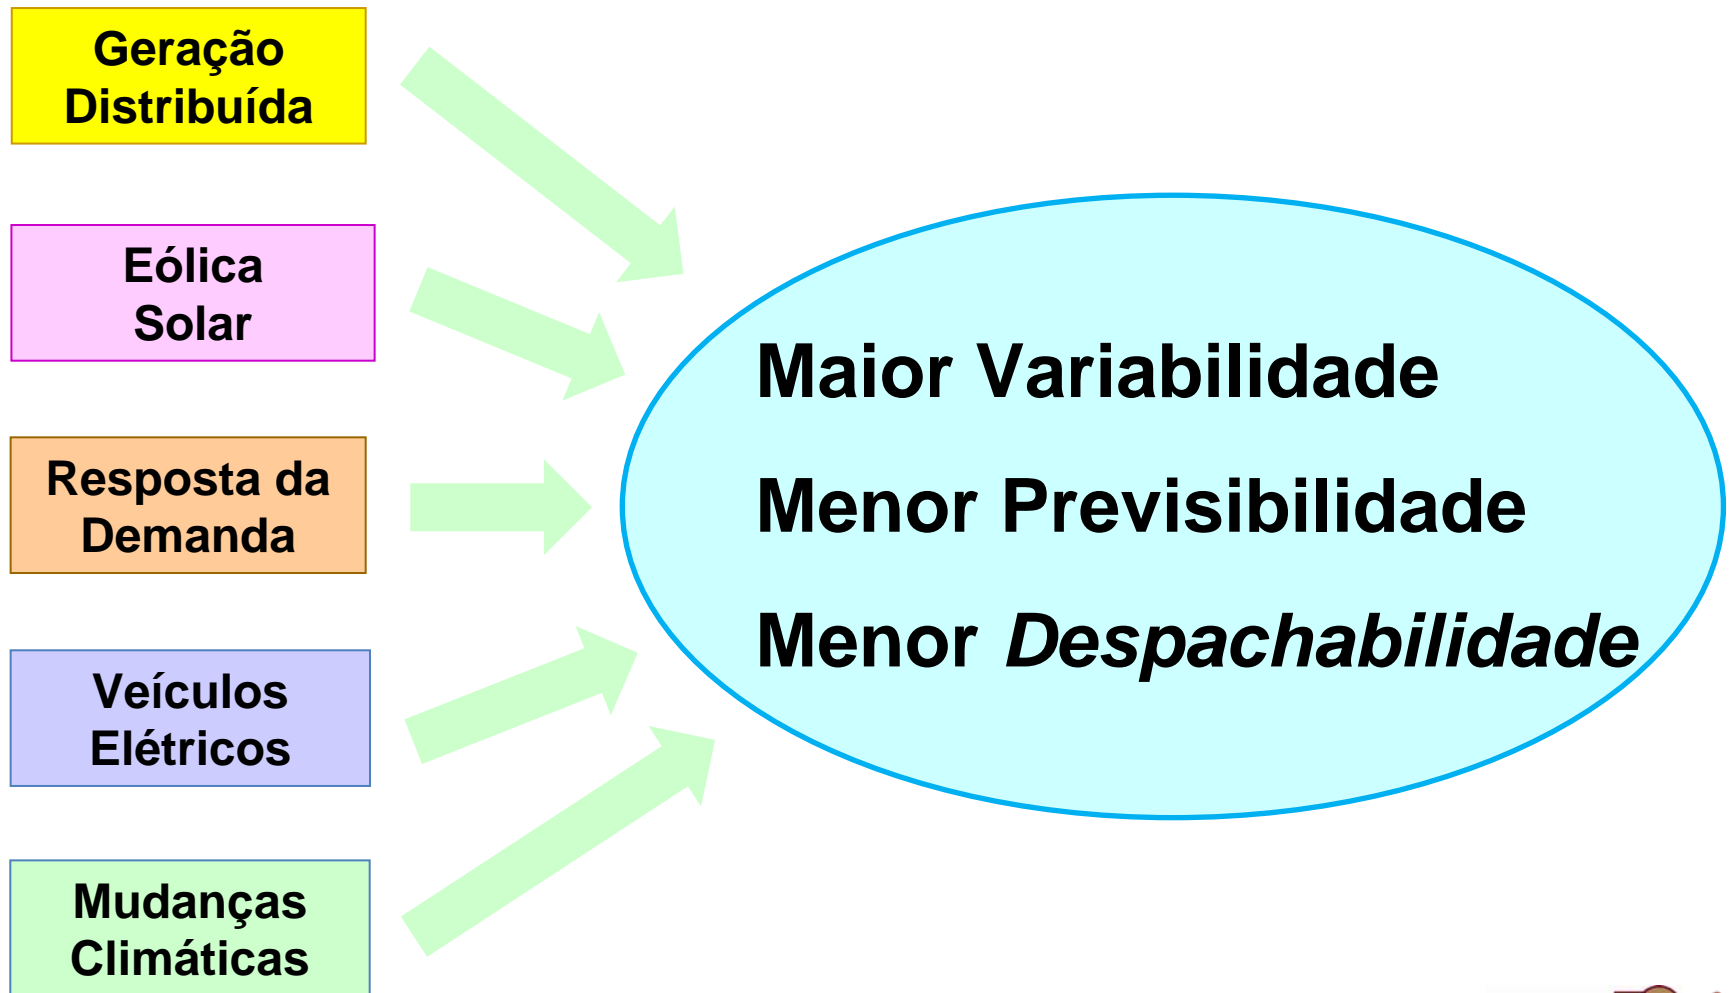 Geração
Distribuída
Eólica
Solar
Resposta da
Demanda
Veículos
Elétricos
Mudanças
Climáticas
Maior Variabilidade
Menor Previsibilidade
Menor Despachabilidade